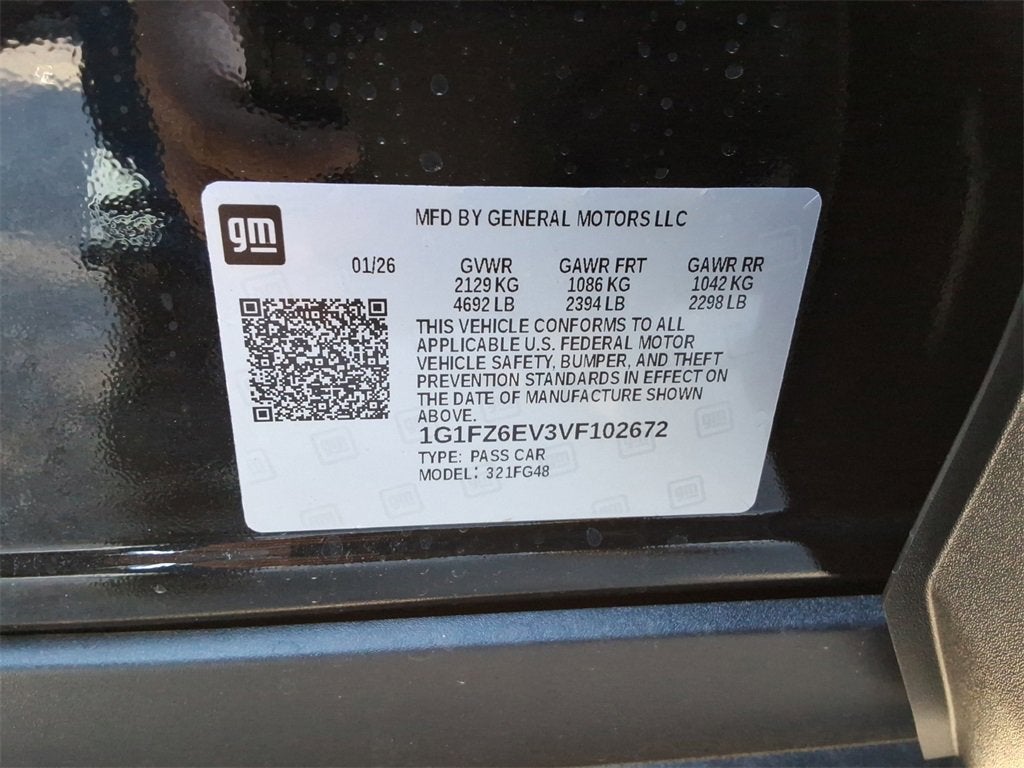 gm
MFD BY GENERAL MOTORS LLC
01/26 GVWR GAWR FRT GAWR RR
2129 KG 1086 KG 1042 KG
4692 LB 2394 LB 2298 LB
THIS VEHICLE CONFORMS TO ALL
APPLICABLE U.S. FEDERAL MOTOR
VEHICLE SAFETY, BUMPER, AND THEFT
PREVENTION STANDARDS IN EFFECT ON
THE DATE OF MANUFACTURE SHOWN
ABOVE.
1G1FZ6EV3VF102672
TYPE: PASS CAR
MODEL: 321FG48